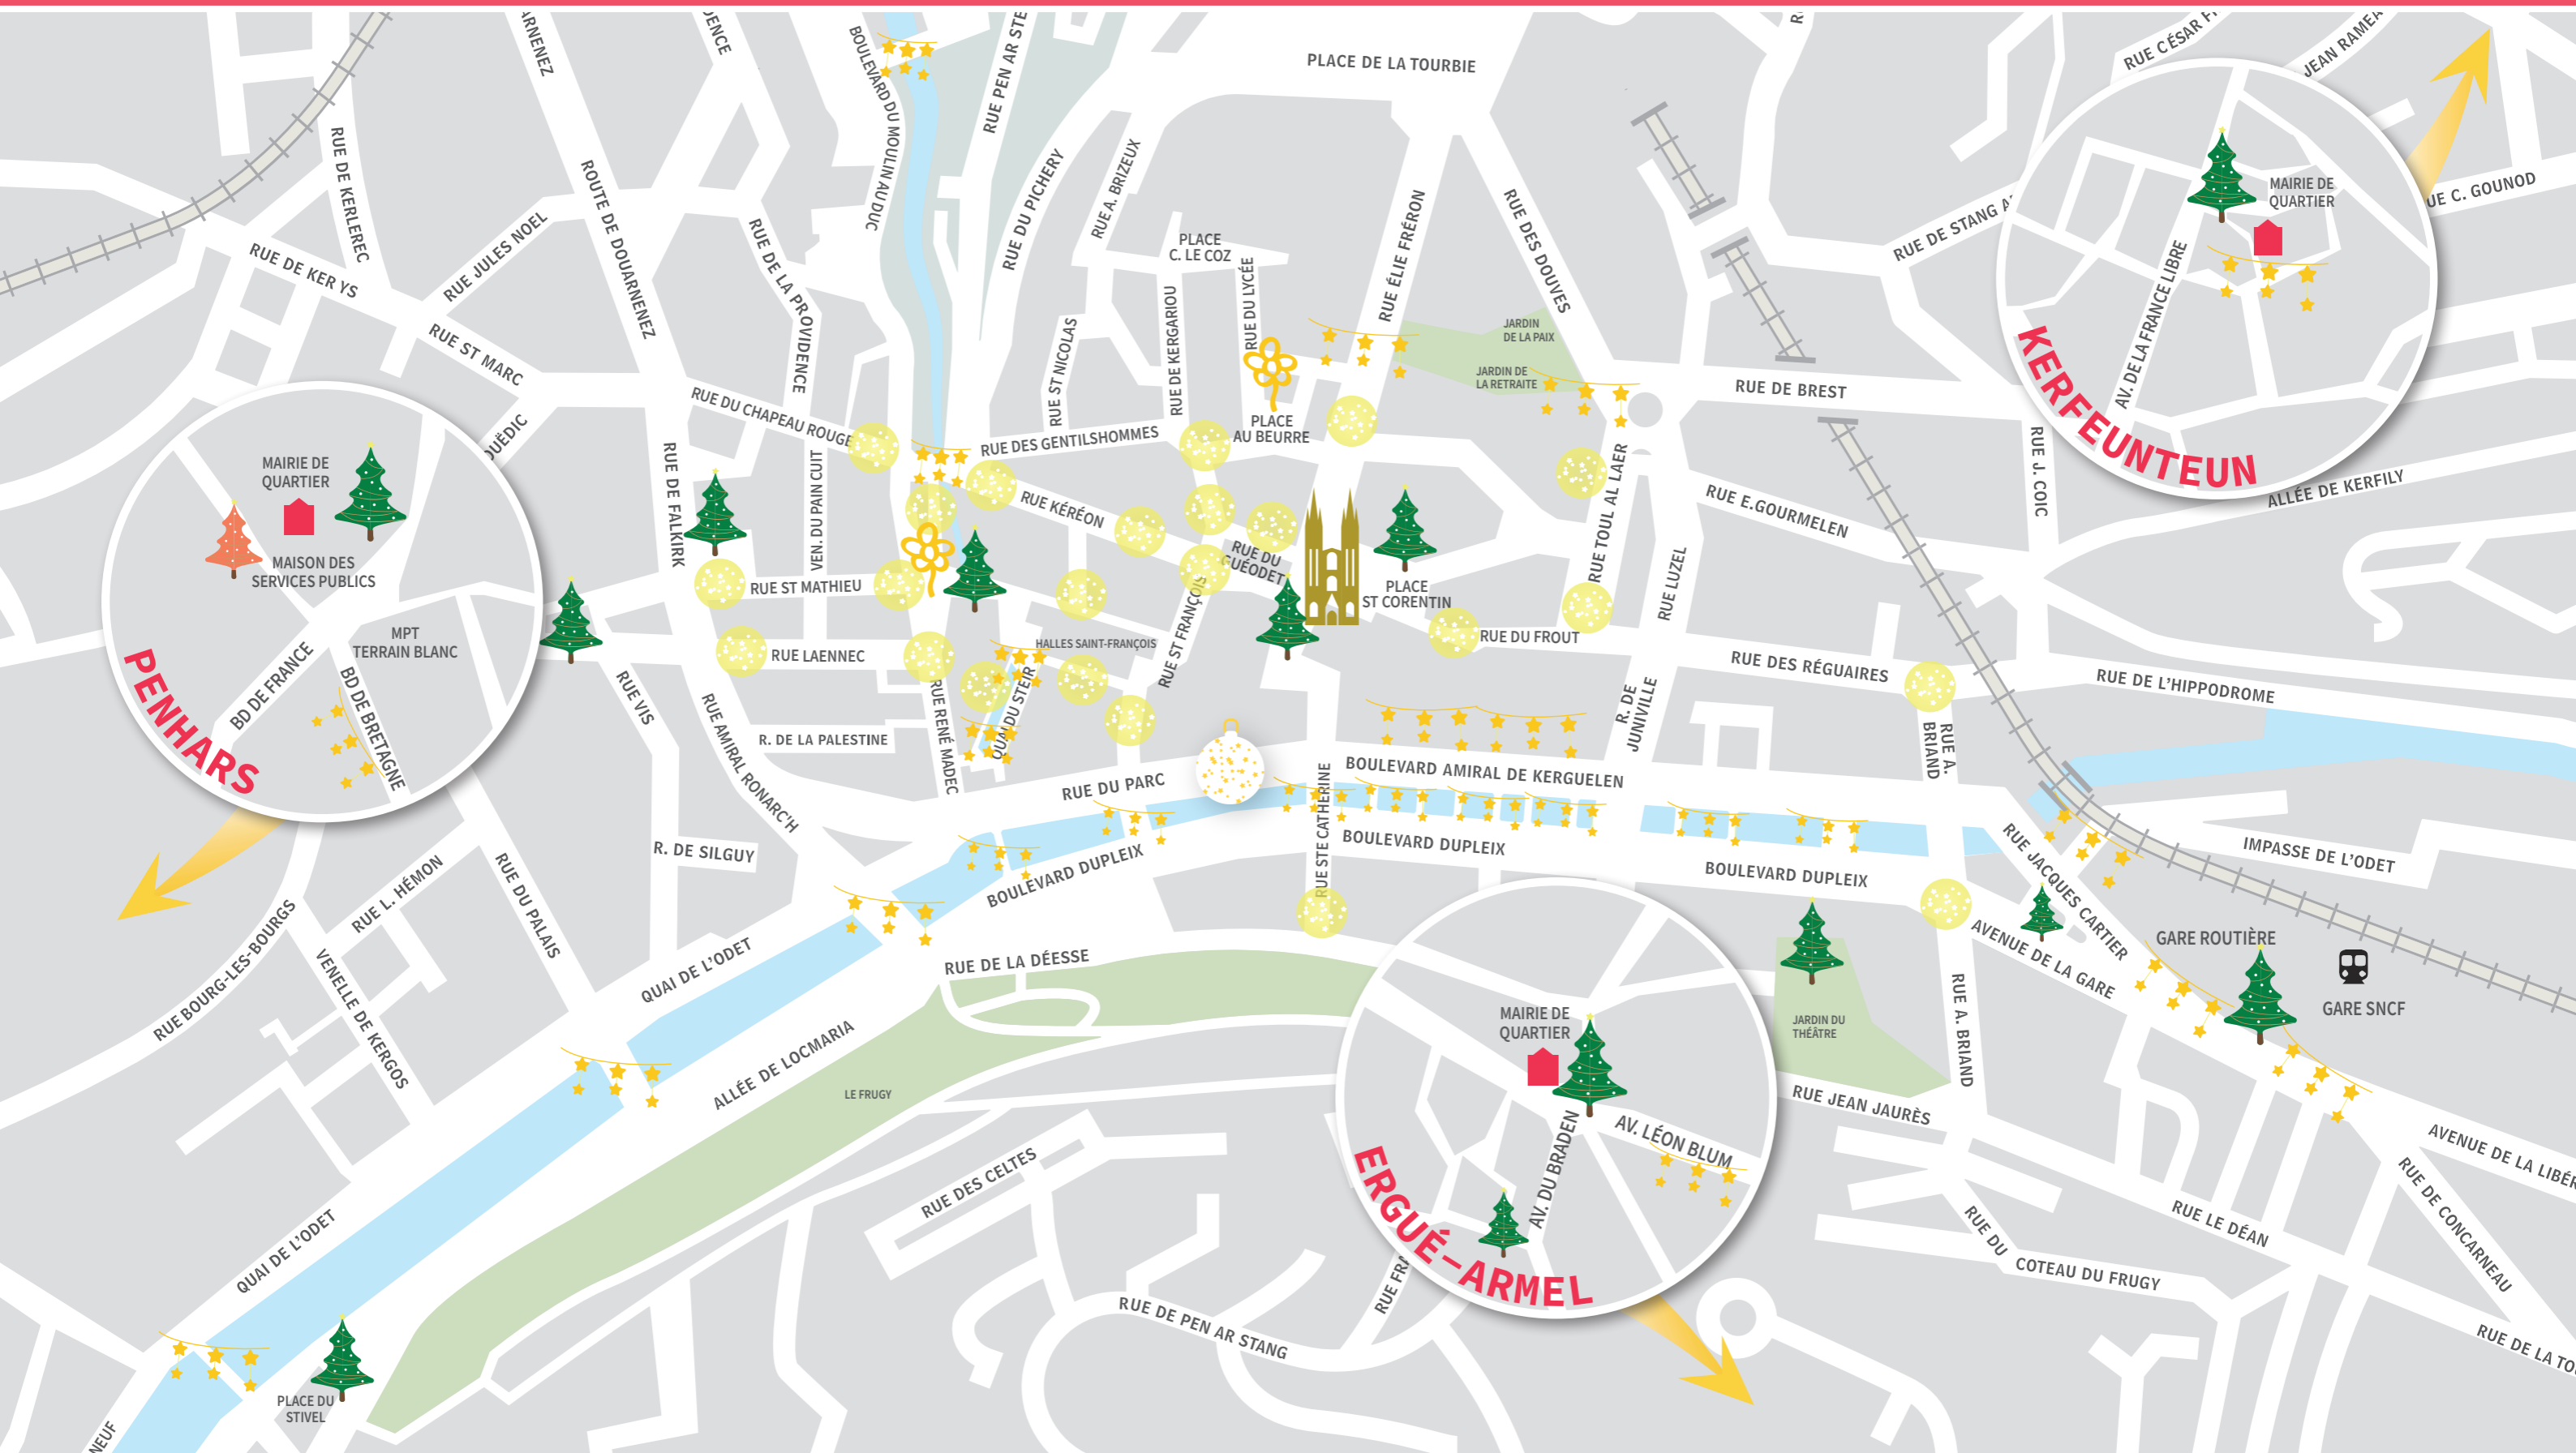 PLACE DE LA TOURBIE
RUE CÉSAR F
JEAN RAMEA
BOULEVARD DU MOULIN AU DUC
RUE PEN AR STE
RUE DU PICHERY
RUE A. BRIZEUX
RUE DE KERLEREC
ROUTE DE DOUARNENEZ
RUE JULES NOEL
RUE DE KER YS
RUE ST MARC
RUE DE LA PROVIDENCE
PLACE
C. LE COZ
RUE DU LYCÉE
RUE DE KERGARIOU
RUE ST NICOLAS
RUE ÉLIE FRÉRON
RUE DES DOUVES
JARDIN
DE LA PAIX
JARDIN DE
LA RETRAITE
RUE DE BREST
RUE DE STANG A
UE C. GOUNOD
MAIRIE DE
QUARTIER
AV. DE LA FRANCE LIBRE
KERFEUNTEUN
ALLÉE DE KERFILY
RUE J. COIC
RUE DU CHAPEAU ROUGE
RUE DES GENTILSHOMMES
PLACE
AU BEURRE
RUE KÉRÉON
RUE DE FALKIRK
VEN. DU PAIN CUIT
RUE ST MATHIEU
RUE LAENNEC
RUE DU
GUÉODET
PLACE
ST CORENTIN
RUE TOUL AL LAER
RUE E.GOURMELEN
RUE LUZEL
RUE DU FROUT
RUE DES RÉGUAIRES
RUE DE L'HIPPODROME
HALLES SAINT-FRANÇOIS
RUE ST FRANÇOIS
QUAI DU STEIR
RUE RENÉ MADEC
R. DE LA PALESTINE
RUE AMIRAL RONARC'H
RUE VIS
OUËDIC
MAIRIE DE
QUARTIER
MAISON DES
SERVICES PUBLICS
MPT
TERRAIN BLANC
BD DE FRANCE
BD DE BRETAGNE
PENHARS
R. DE
JUNIVILLE
RUE A.
BRIAND
RUE DU PARC
BOULEVARD AMIRAL DE KERGUELEN
RUE STE CATHERINE
BOULEVARD DUPLEIX
BOULEVARD DUPLEIX
BOULEVARD DUPLEIX
R. DE SILGUY
RUE L. HÉMON
RUE DU PALAIS
RUE BOURG-LES-BOURGS
VENELLE DE KERGOS
QUAI DE L'ODET
RUE DE LA DÉESSE
ALLÉE DE LOCMARIA
LE FRUGY
RUE JACQUES CARTIER
IMPASSE DE L'ODET
AVENUE DE LA GARE
GARE ROUTIÈRE
GARE SNCF
RUE A. BRIAND
JARDIN DU
THÉÂTRE
RUE JEAN JAURÈS
MAIRIE DE
QUARTIER
AV. LÉON BLUM
AV. DU BRADEN
ERGUÉ-ARMEL
RUE FRA
RUE DES CELTES
RUE DE PEN AR STANG
QUAI DE L'ODET
PLACE DU
STIVEL
NEUF
RUE DU
COTEAU DU FRUGY
RUE LE DÉAN
AVENUE DE LA LIBÉR
RUE DE CONCARNEAU
RUE DE LA TO
ARNENEZ
DENCE